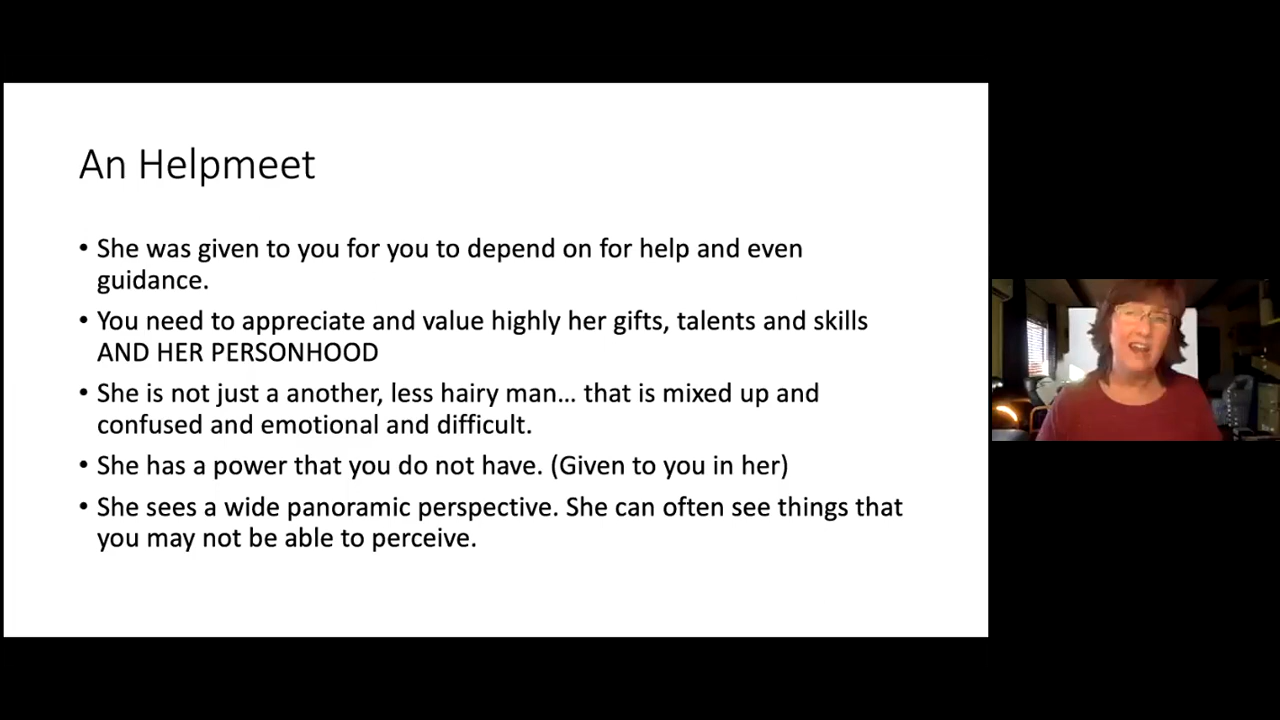 An Helpmeet
• She was given to you for you to depend on for help and even
guidance.
• You need to appreciate and value highly her gifts, talents and skills
AND HER PERSONHOOD
• She is not just a another, less hairy man... that is mixed up and
confused and emotional and difficult.
• She has a power that you do not have. (Given to you in her)
• She sees a wide panoramic perspective. She can often see things that
you may not be able to perceive.